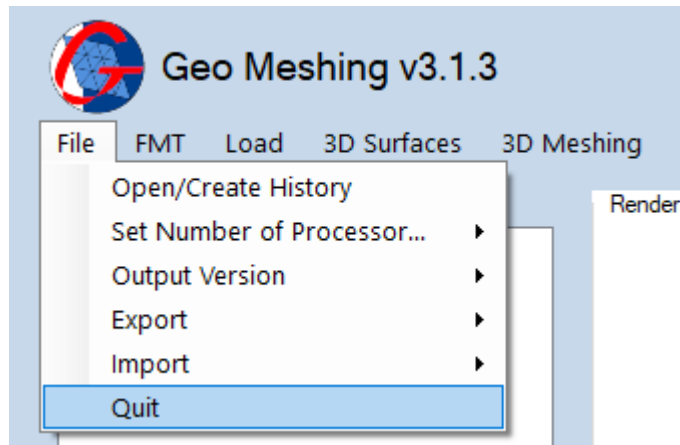 Geo Meshing v3.1.3
File FMT Load 3D Surfaces 3D Meshing
Open/Create History
Render
Set Number of Processor...
Output Version
Export
Import
Quit